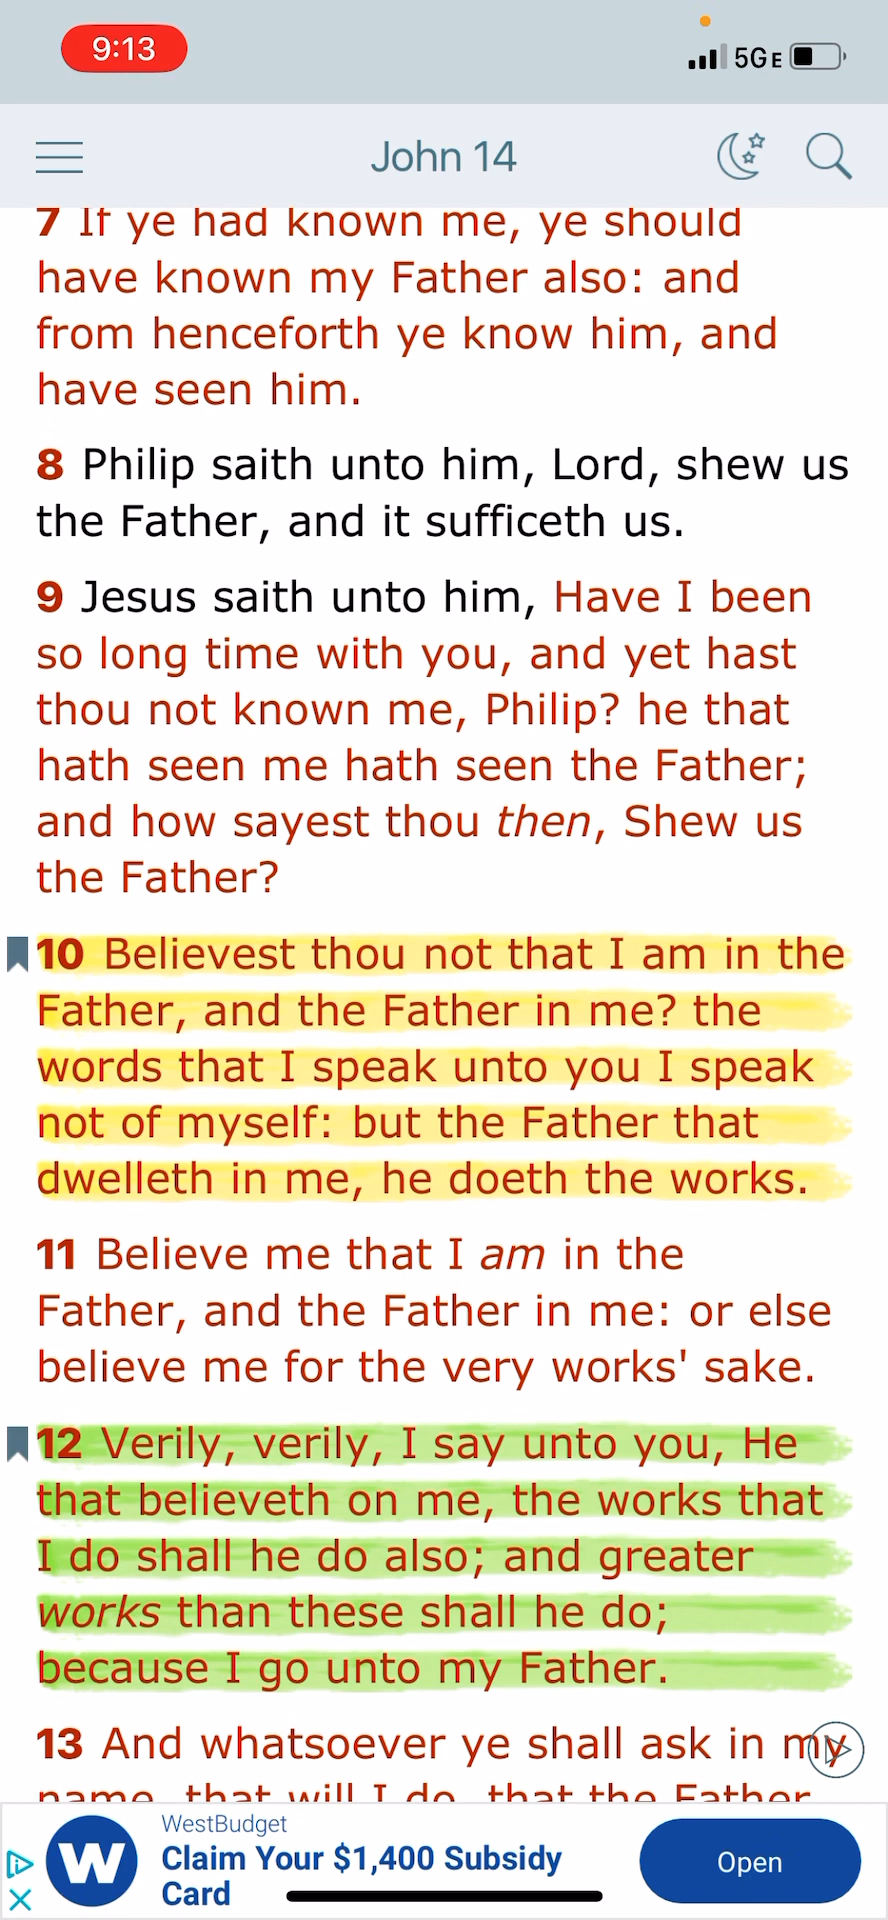 9:13
5GE
John 14
7 If ye had known me, ye should
have known my Father also: and
from henceforth ye know him, and
have seen him.
8 Philip saith unto him, Lord, shew us
the Father, and it sufficeth us.
9 Jesus saith unto him, Have I been
so long time with you, and yet hast
thou not known me, Philip? he that
hath seen me hath seen the Father;
and how sayest thou then, Shew us
the Father?
10 Believest thou not that I am in the
Father, and the Father in me? the
words that I speak unto you I speak
not of myself: but the Father that
dwelleth in me, he doeth the works.
11 Believe me that I am in the
Father, and the Father in me: or else
believe me for the very works' sake.
12 Verily, verily, I say unto you, He
that believeth on me, the works that
I do shall he do also; and greater
works than these shall he do;
because I go unto my Father.
13 And whatsoever ye shall ask in my
name, that will I do, that the Father
W
WestBudget
Claim Your $1,400 Subsidy
Card
Open